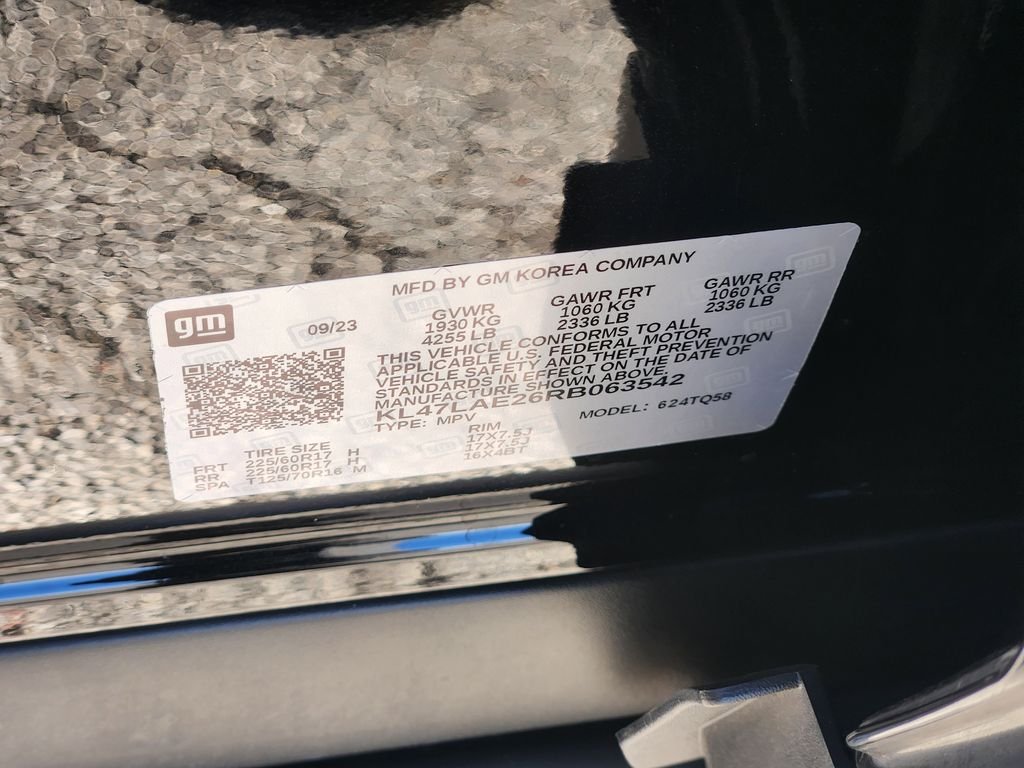 gm
MFD BY GM KOREA COMPANY
09/23
GVWR GAWR FRT GAWR RR
1930 KG 1060 KG 1060 KG
4255 LB 2336 LB 2336 LB
THIS VEHICLE CONFORMS TO ALL
APPLICABLE U.S. FEDERAL MOTOR
VEHICLE SAFETY AND THEFT PREVENTION
STANDARDS IN EFFECT ON THE DATE OF
MANUFACTURE SHOWN ABOVE.
KL47LAE26RB063542
TYPE: MPV MODEL: 624TQ58
TIRE SIZE RIM
FRT 225/60R17 H 17X7.5J
RR 225/60R17 H 17X7.5J
SPA T125/70R16 M 16X4BT